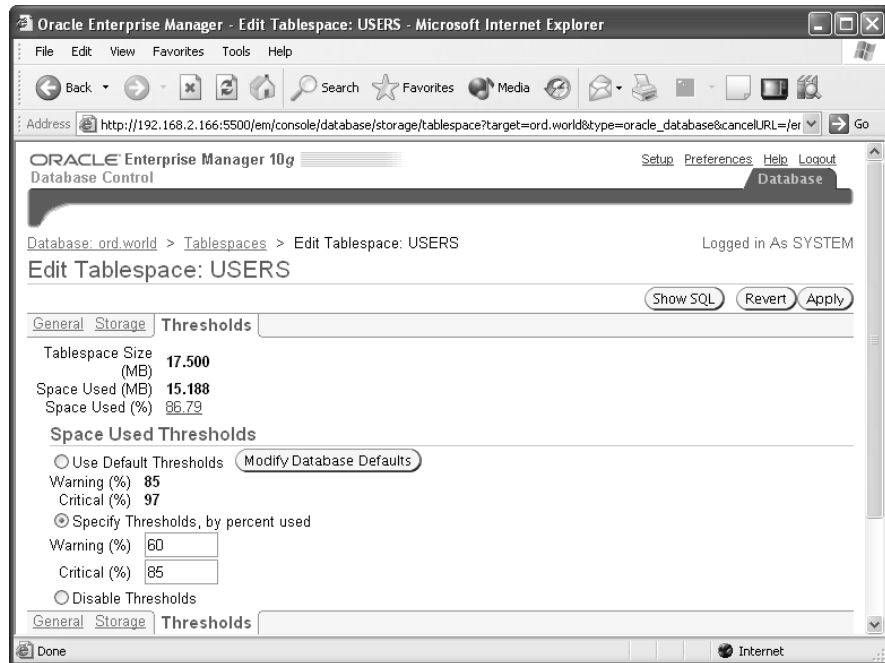 Oracle Enterprise Manager - Edit Tablespace: USERS - Microsoft Internet Explorer
File Edit View Favorites Tools Help
Back Search Favorites Media
Address http://192.168.2.166:5500/em/console/database/storage/tablespace?target=ord.world&type=oracle_database&cancelURL=/er Go
ORACLE Enterprise Manager 10g
Database Control
Setup Preferences Help Logout
Database
Database: ord.world > Tablespaces > Edit Tablespace: USERS Logged in As SYSTEM
Edit Tablespace: USERS
Show SQL Revert Apply
General Storage Thresholds
Tablespace Size (MB) 17.500
Space Used (MB) 15.188
Space Used (%) 86.79
Space Used Thresholds
Use Default Thresholds Modify Database Defaults
Warning (%) 85
Critical (%) 97
Specify Thresholds, by percent used
Warning (%) 60
Critical (%) 85
Disable Thresholds
General Storage Thresholds
Done Internet